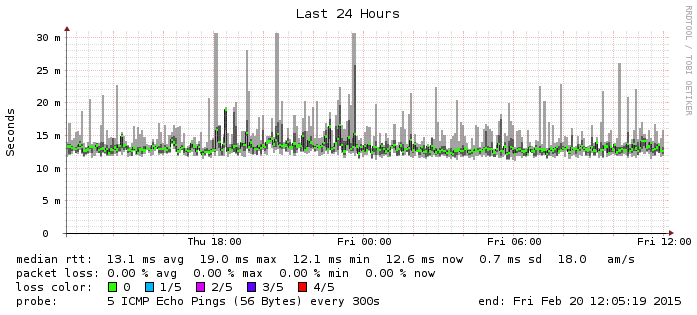 Last 24 Hours
RRDTOOL / TOBI OETIKER
Seconds
30 m
25 m
20 m
15 m
10 m
5 m
0
Thu 18:00 Fri 00:00 Fri 06:00 Fri 12:00
median rtt: 13.1 ms avg 19.0 ms max 12.1 ms min 12.6 ms now 0.7 ms sd 18.0 am/s
packet loss: 0.00 % avg 0.00 % max 0.00 % min 0.00 % now
loss color: 0 1/5 2/5 3/5 4/5
probe: 5 ICMP Echo Pings (56 Bytes) every 300s end: Fri Feb 20 12:05:19 2015